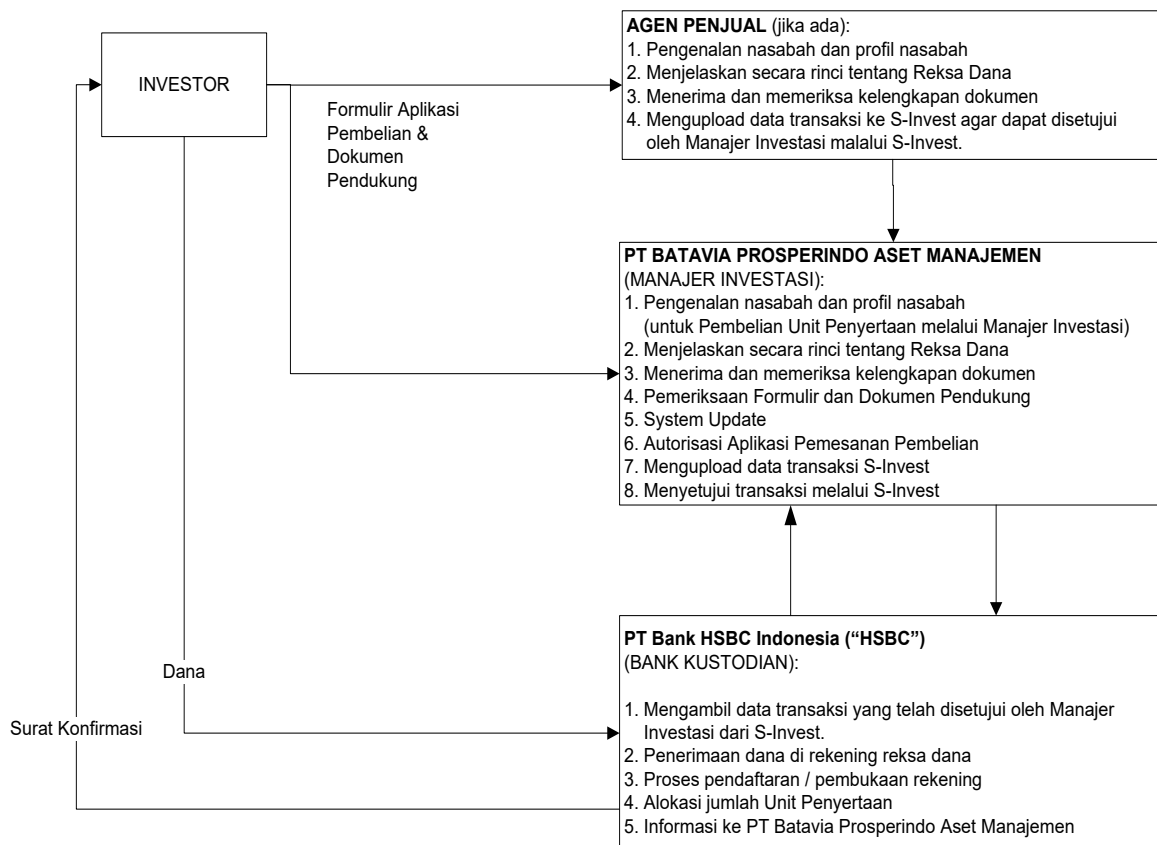 INVESTOR
Formulir Aplikasi
Pembelian &
Dokumen
Pendukung
AGEN PENJUAL (jika ada):
1. Pengenalan nasabah dan profil nasabah
2. Menjelaskan secara rinci tentang Reksa Dana
3. Menerima dan memeriksa kelengkapan dokumen
4. Mengupload data transaksi ke S-Invest agar dapat disetujui
oleh Manajer Investasi malalui S-Invest.
PT BATAVIA PROSPERINDO ASET MANAJEMEN
(MANAJER INVESTASI):
1. Pengenalan nasabah dan profil nasabah
(untuk Pembelian Unit Penyertaan melalui Manajer Investasi)
2. Menjelaskan secara rinci tentang Reksa Dana
3. Menerima dan memeriksa kelengkapan dokumen
4. Pemeriksaan Formulir dan Dokumen Pendukung
5. System Update
6. Autorisasi Aplikasi Pemesanan Pembelian
7. Mengupload data transaksi S-Invest
8. Menyetujui transaksi melalui S-Invest
Dana
Surat Konfirmasi
PT Bank HSBC Indonesia (“HSBC”)
(BANK KUSTODIAN):
1. Mengambil data transaksi yang telah disetujui oleh Manajer
Investasi dari S-Invest.
2. Penerimaan dana di rekening reksa dana
3. Proses pendaftaran / pembukaan rekening
4. Alokasi jumlah Unit Penyertaan
5. Informasi ke PT Batavia Prosperindo Aset Manajemen